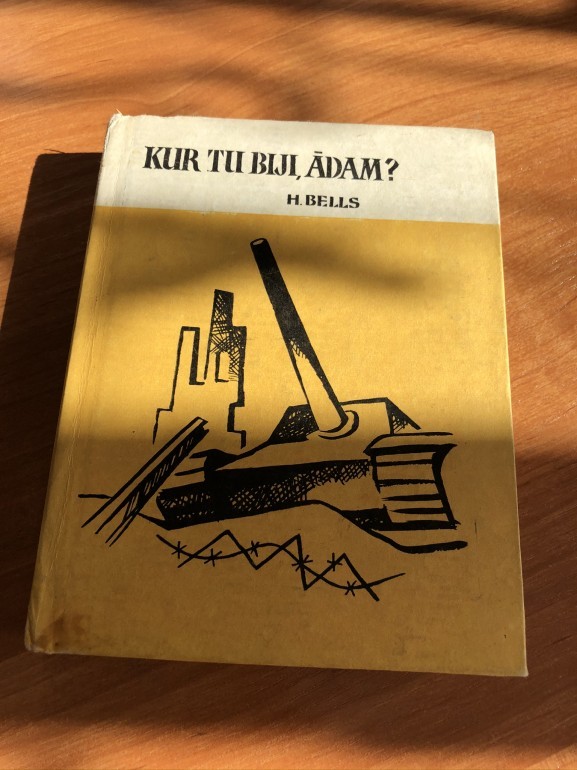 KUR TU BIJI, ĀDAM?
H. BELLS